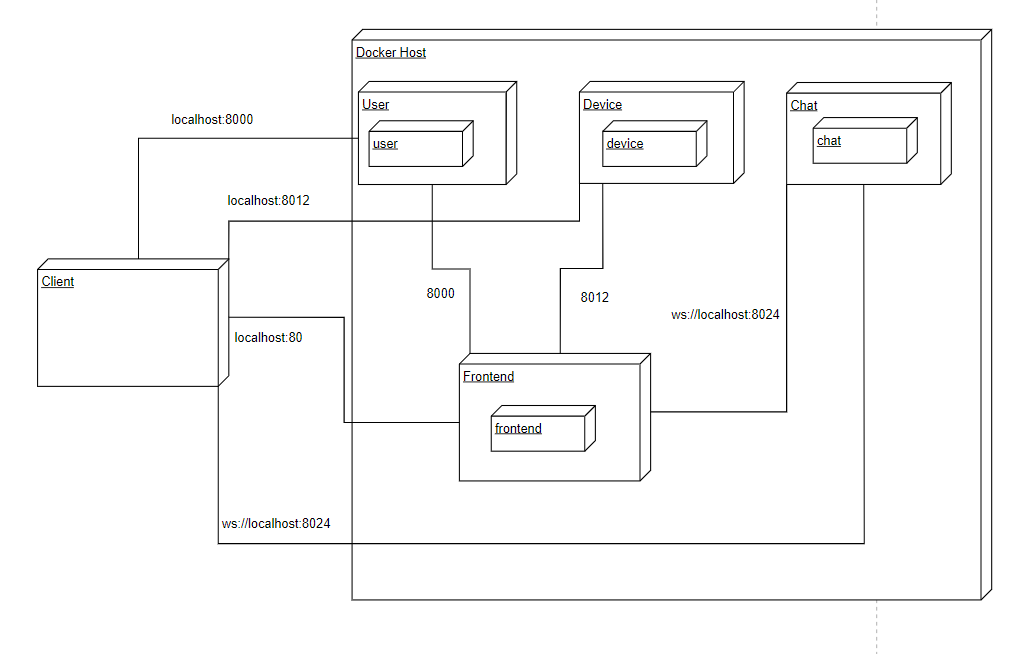 Docker Host
User
Device
Chat
localhost:8000
user
device
chat
localhost:8012
Client
8000
8012
ws://localhost:8024
localhost:80
Frontend
frontend
ws://localhost:8024